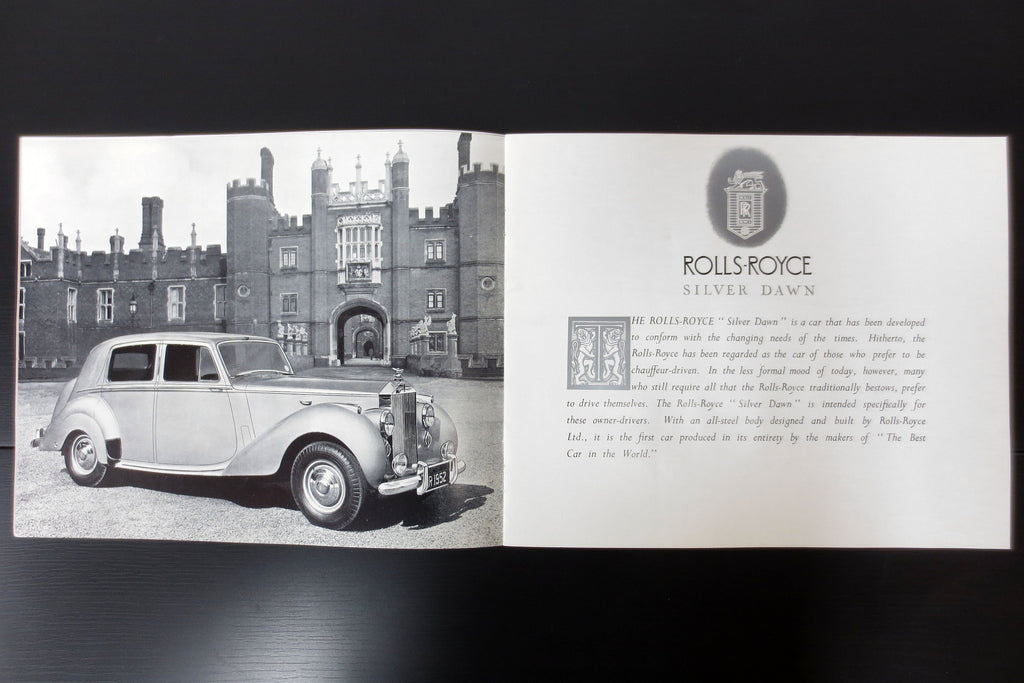 R 1952
ROLLS-ROYCE
SILVER DAWN
THE ROLLS-ROYCE "Silver Dawn" is a car that has been developed
to conform with the changing needs of the times. Hitherto, the
Rolls-Royce has been regarded as the car of those who prefer to be
chauffeur-driven. In the less formal mood of today, however, many
who still require all that the Rolls-Royce traditionally bestows, prefer
to drive themselves. The Rolls-Royce "Silver Dawn" is intended specifically for
these owner-drivers. With an all-steel body designed and built by Rolls-Royce
Ltd., it is the first car produced in its entirety by the makers of "The Best
Car in the World."